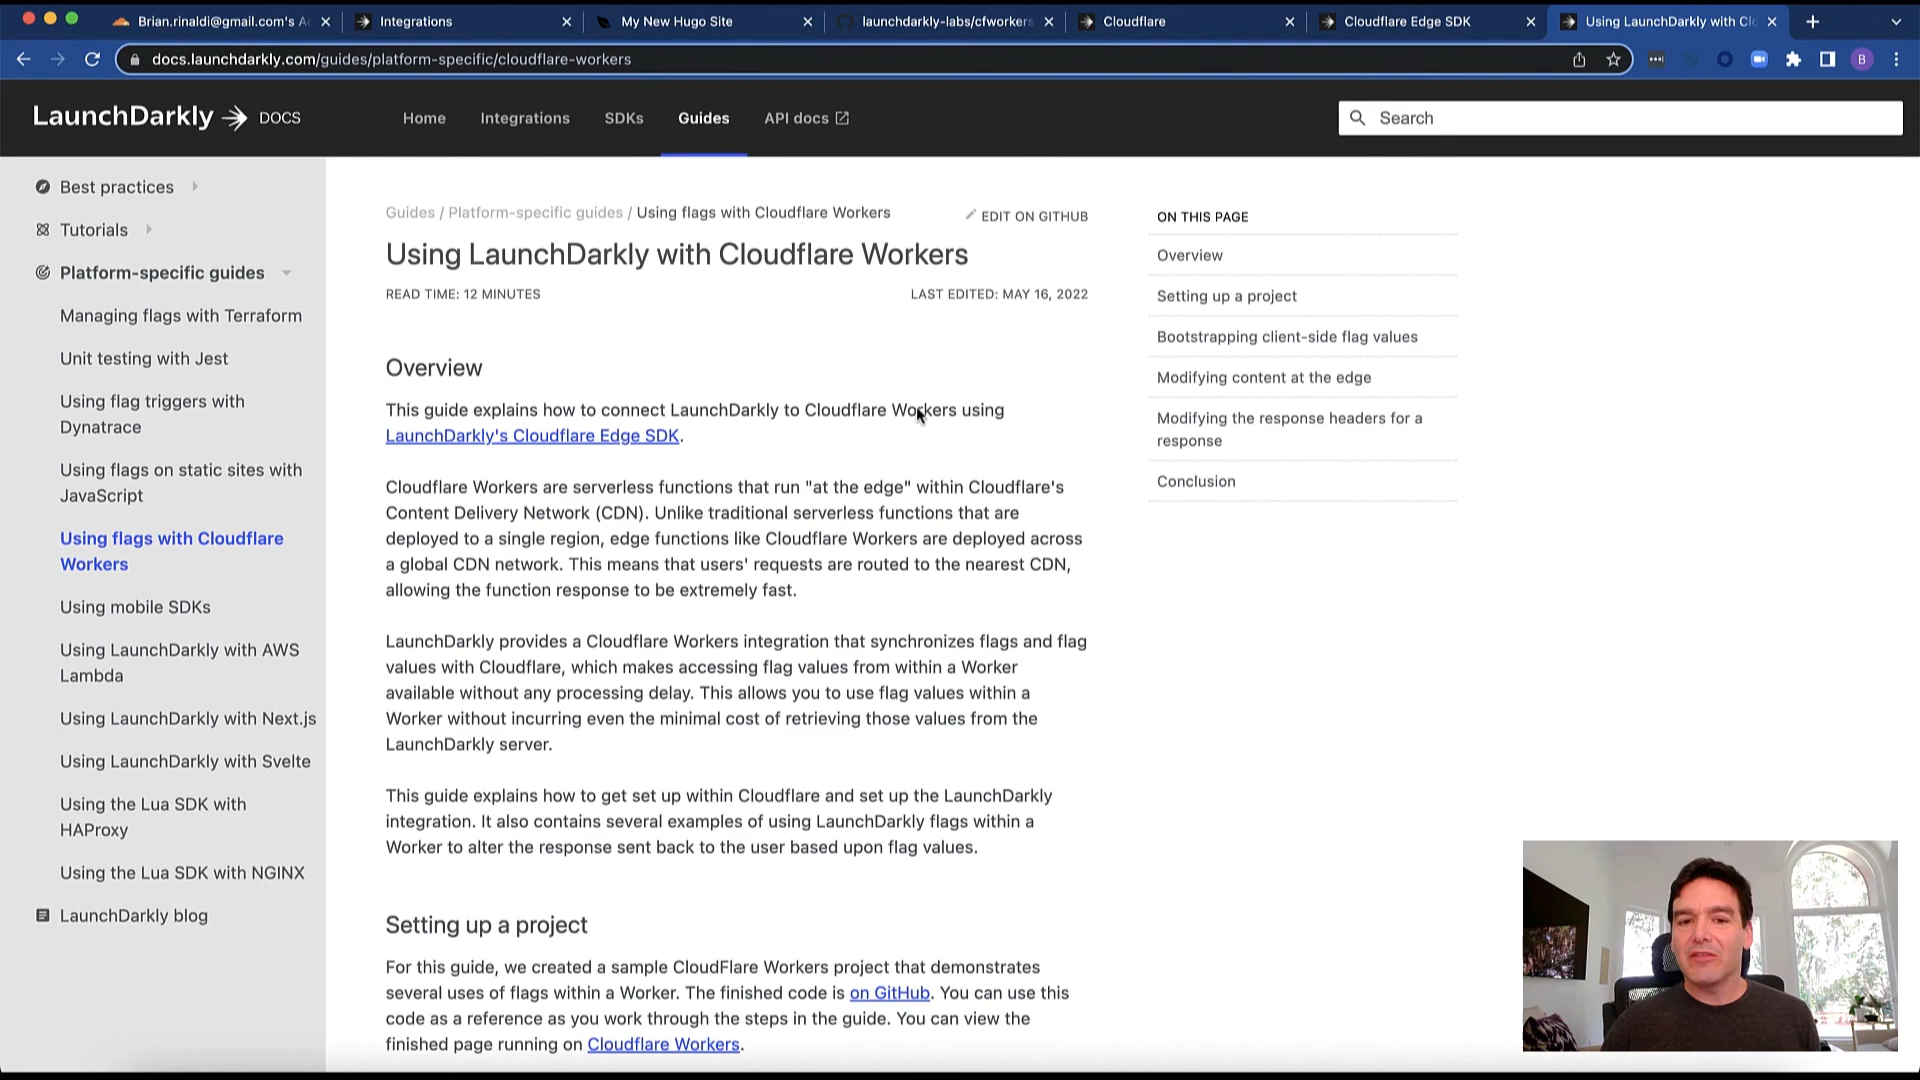 Brian.rinaldi@gmail.com's Ac
Integrations
My New Hugo Site
launchdarkly-labs/cfworkers
Cloudflare
Cloudflare Edge SDK
Using LaunchDarkly with Clo
docs.launchdarkly.com/guides/platform-specific/cloudflare-workers
B
LaunchDarkly DOCS
Home
Integrations
SDKs
Guides
API docs
Search
Best practices
Tutorials
Platform-specific guides
Managing flags with Terraform
Unit testing with Jest
Using flag triggers with
Dynatrace
Using flags on static sites with
JavaScript
Using flags with Cloudflare
Workers
Using mobile SDKs
Using LaunchDarkly with AWS
Lambda
Using LaunchDarkly with Next.js
Using LaunchDarkly with Svelte
Using the Lua SDK with
HAProxy
Using the Lua SDK with NGINX
LaunchDarkly blog
Guides / Platform-specific guides / Using flags with Cloudflare Workers
EDIT ON GITHUB
Using LaunchDarkly with Cloudflare Workers
READ TIME: 12 MINUTES
LAST EDITED: MAY 16, 2022
Overview
This guide explains how to connect LaunchDarkly to Cloudflare Workers using
LaunchDarkly's Cloudflare Edge SDK.
Cloudflare Workers are serverless functions that run "at the edge" within Cloudflare's
Content Delivery Network (CDN). Unlike traditional serverless functions that are
deployed to a single region, edge functions like Cloudflare Workers are deployed across
a global CDN network. This means that users' requests are routed to the nearest CDN,
allowing the function response to be extremely fast.
LaunchDarkly provides a Cloudflare Workers integration that synchronizes flags and flag
values with Cloudflare, which makes accessing flag values from within a Worker
available without any processing delay. This allows you to use flag values within a
Worker without incurring even the minimal cost of retrieving those values from the
LaunchDarkly server.
This guide explains how to get set up within Cloudflare and set up the LaunchDarkly
integration. It also contains several examples of using LaunchDarkly flags within a
Worker to alter the response sent back to the user based upon flag values.
Setting up a project
For this guide, we created a sample CloudFlare Workers project that demonstrates
several uses of flags within a Worker. The finished code is on GitHub. You can use this
code as a reference as you work through the steps in the guide. You can view the
finished page running on Cloudflare Workers.
ON THIS PAGE
Overview
Setting up a project
Bootstrapping client-side flag values
Modifying content at the edge
Modifying the response headers for a
response
Conclusion